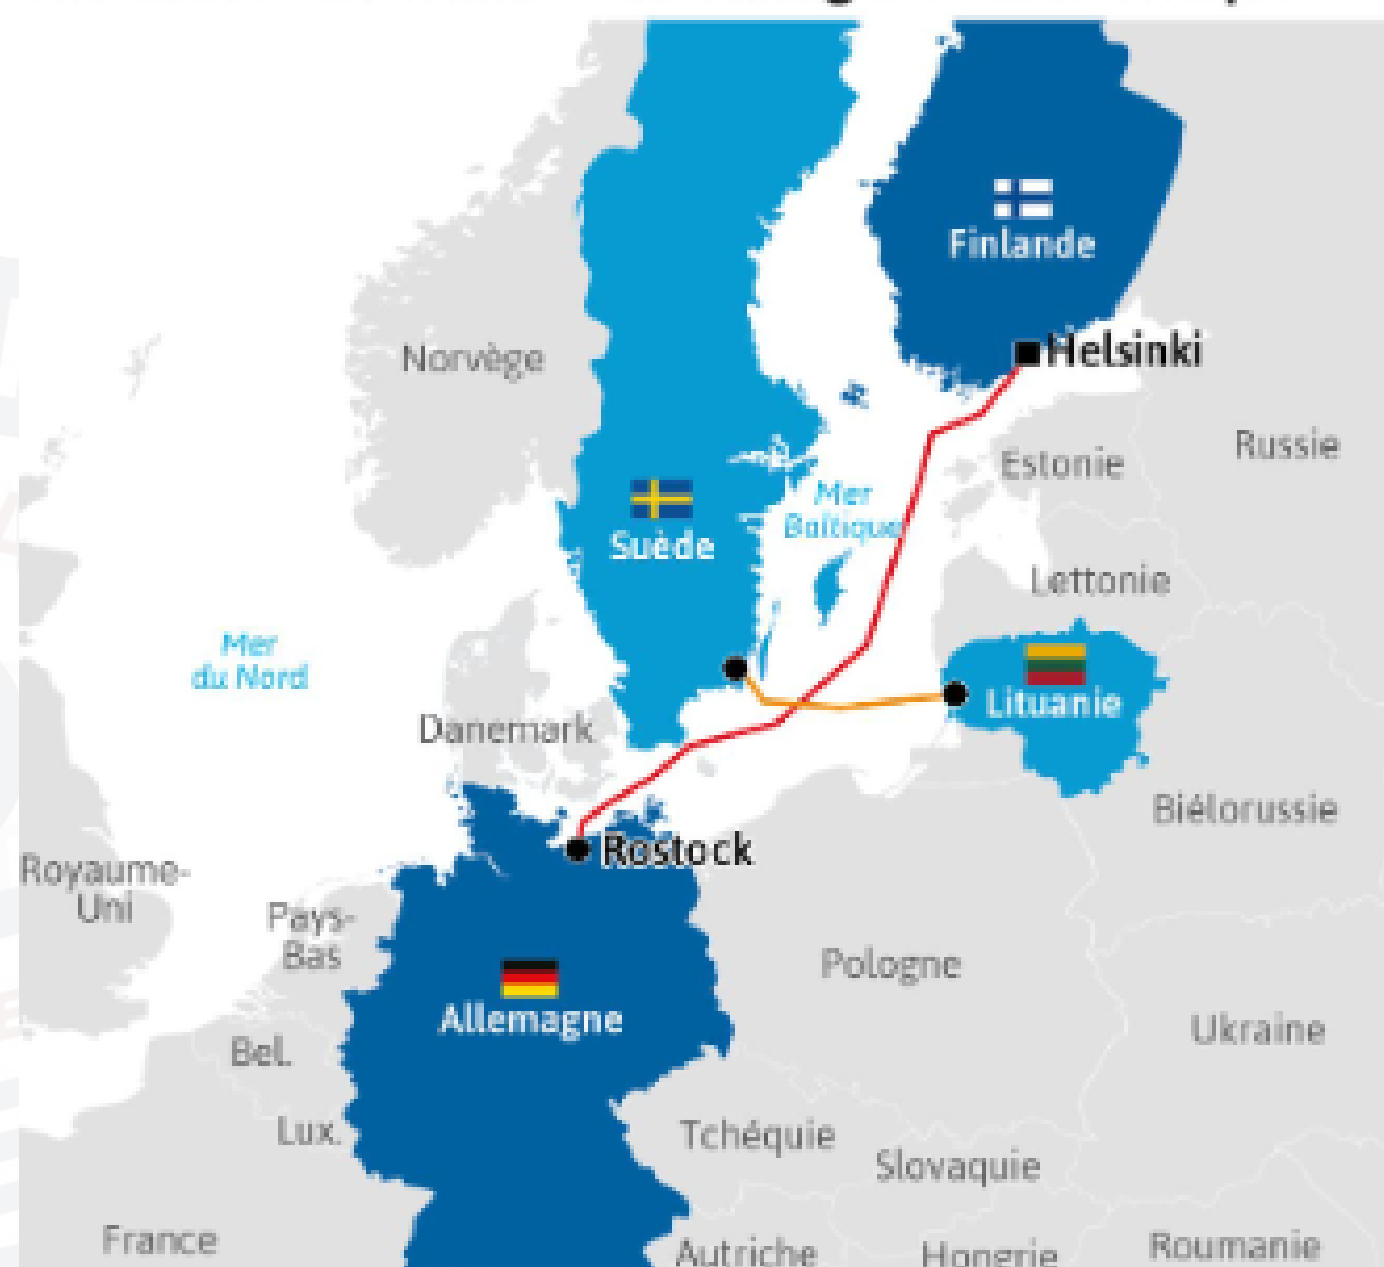 Finlande
Helsinki
Norvège
Russie
Estonie
Mer
Baltique
Suède
Lettonie
Mer
du Nord
Lituanie
Danemark
Biélorussie
Rostock
Royaume-
Uni
Pays-
Bas
Pologne
Allemagne
Ukraine
Bel.
Lux.
Tchéquie
Slovaquie
France
Autriche
Hongrie
Roumanie